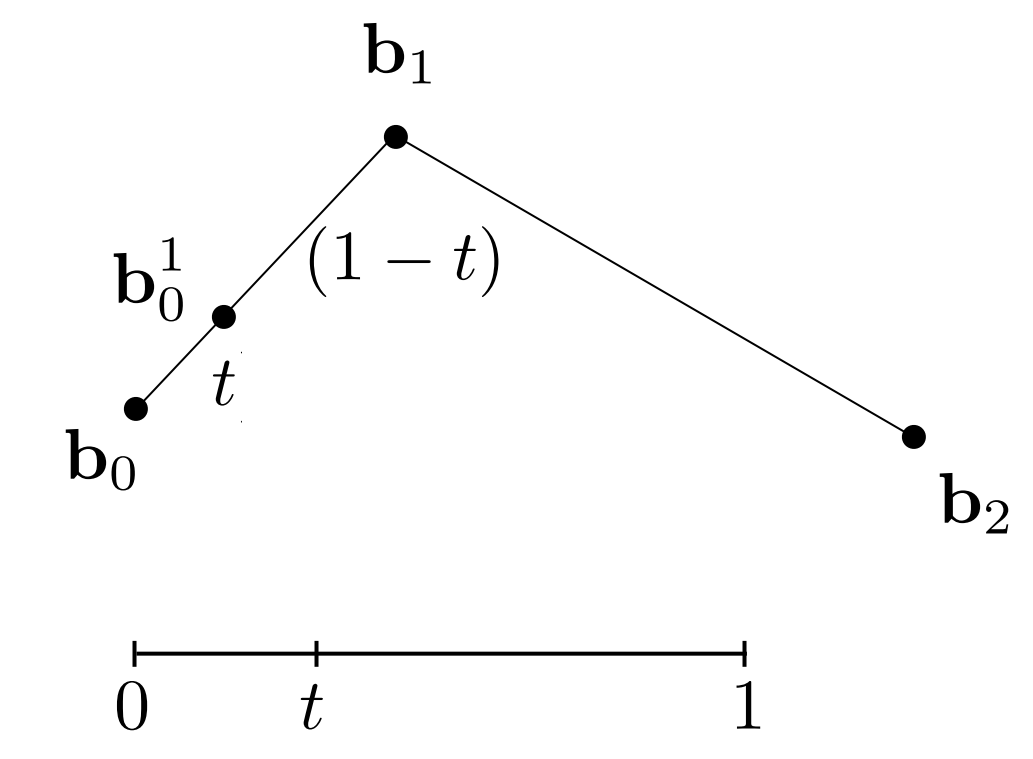 b₁
(1 − t)
b₀¹
t
b₀
b₂
0 t 1